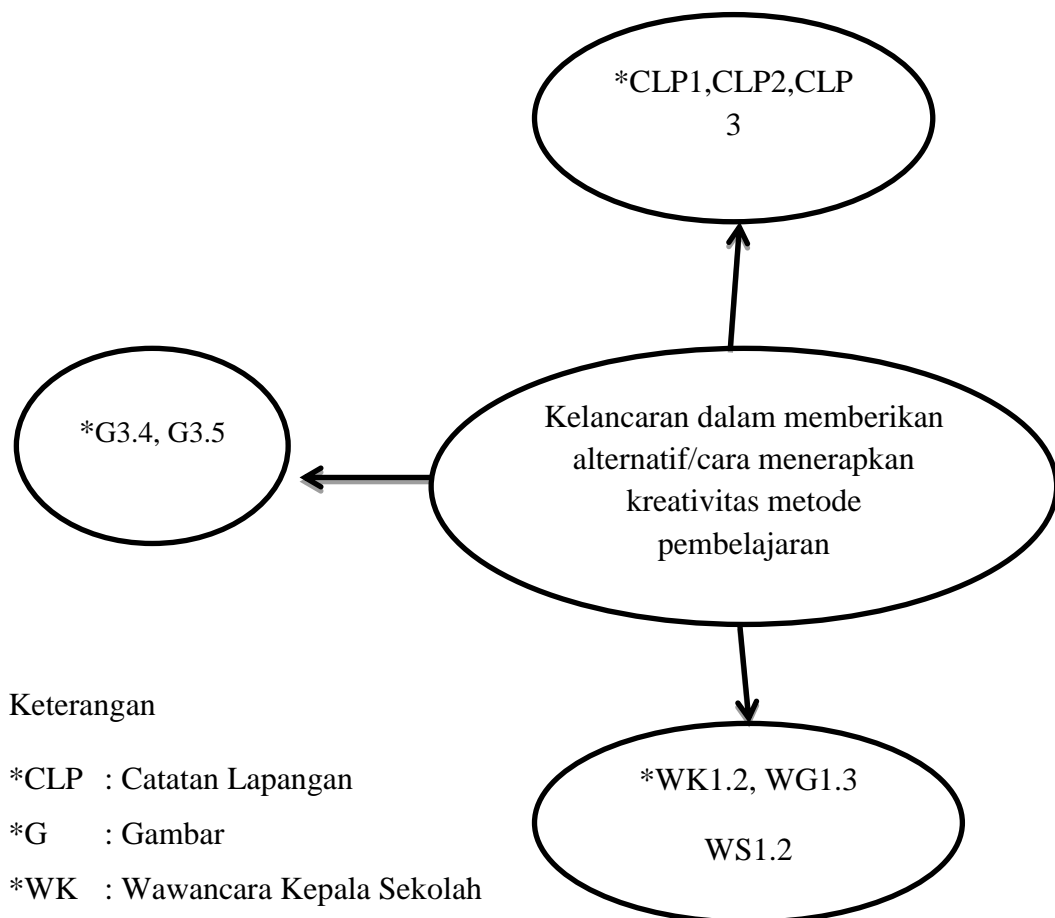 *CLP1,CLP2,CLP
3
*G3.4, G3.5
Kelancaran dalam memberikan
alternatif/cara menerapkan
kreativitas metode
pembelajaran
*WK1.2, WG1.3
WS1.2
Keterangan
*CLP : Catatan Lapangan
*G : Gambar
*WK : Wawancara Kepala Sekolah